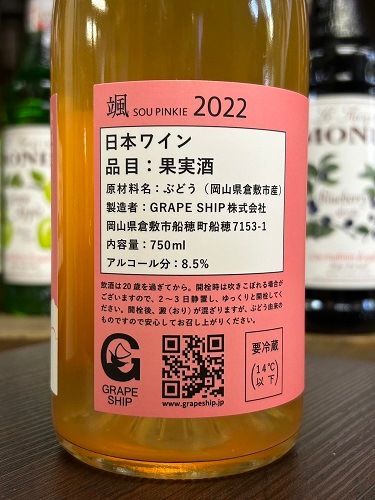 颯 SOU PINKIE 2022
日本ワイン
品目：果実酒
原材料名：ぶどう（岡山県倉敷市産）
製造者：GRAPE SHIP株式会社
岡山県倉敷市船穂町船穂7153-1
内容量：750ml
アルコール分：8.5%
飲酒は20歳を過ぎてから。開栓時は吹きこぼれる場合が
ございますので、2～3日静置し、ゆっくりと開栓してく
ださい。開栓後、澱（おり）が混ざりますが、ぶどう由来の
ものですので安心してお召し上がりください。
GRAPE
SHIP
www.grapeship.jp
要冷蔵
(14℃以下)
MONI
blueberry